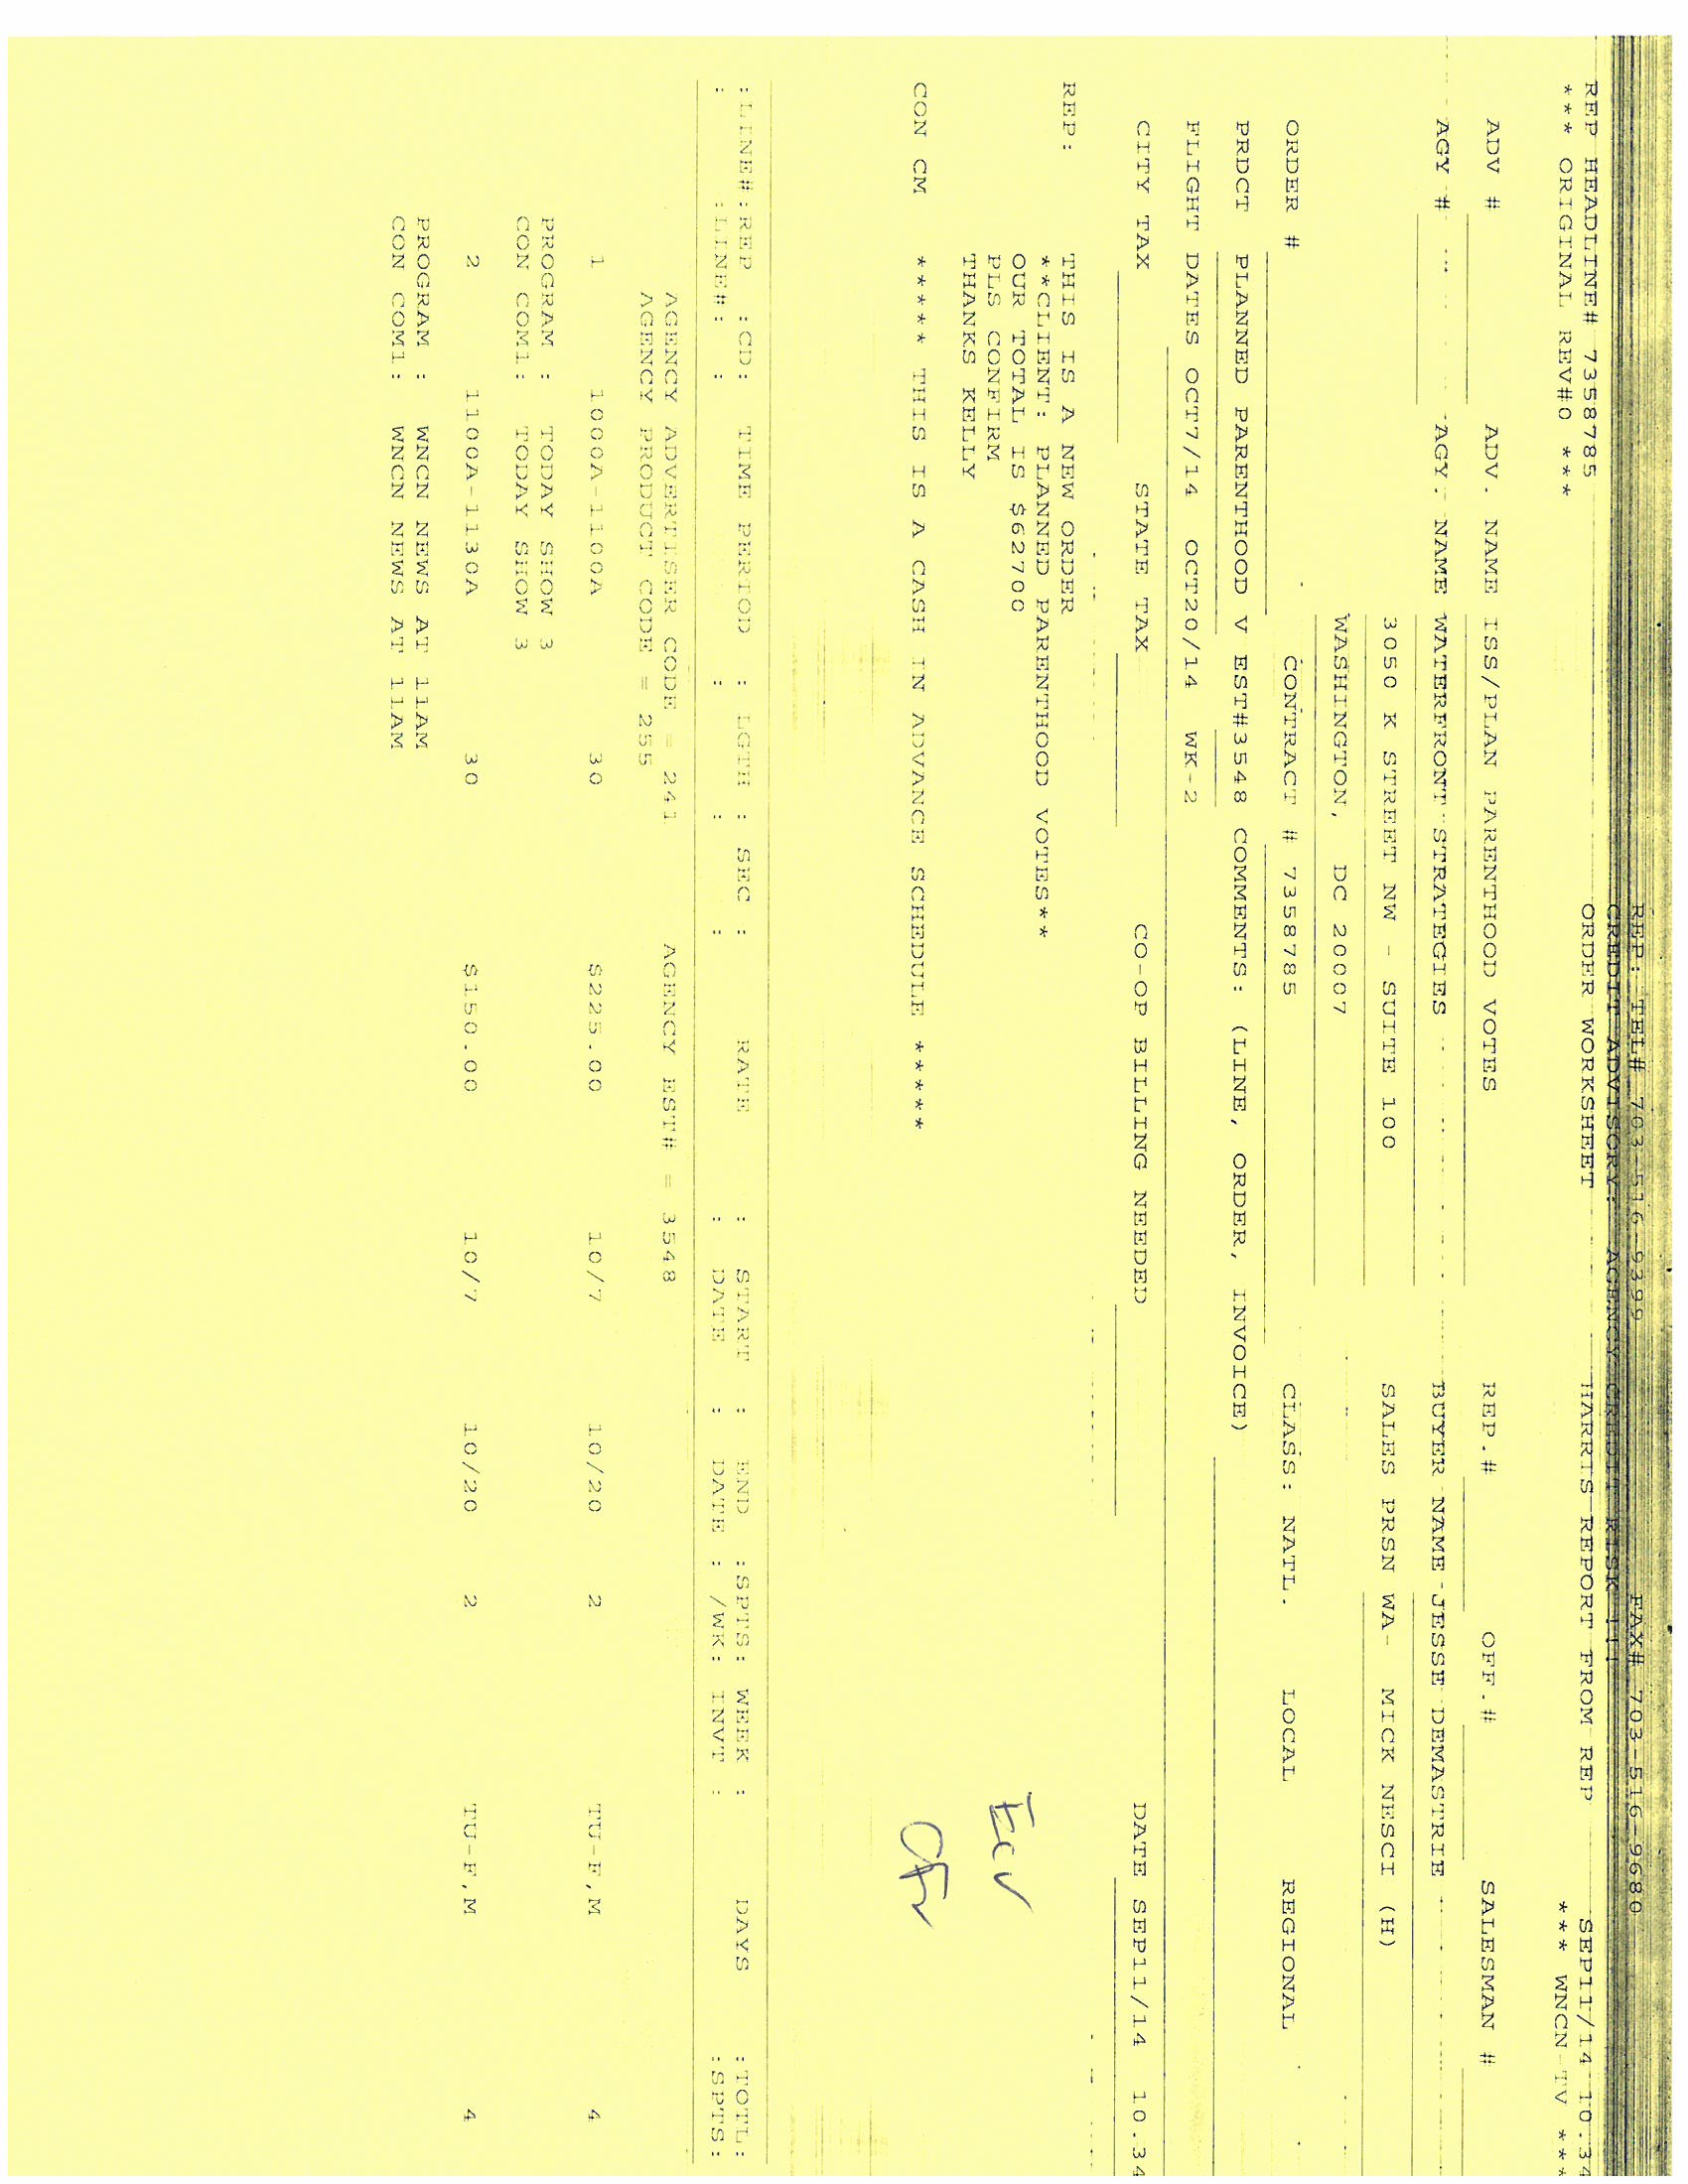 REP: TEL# 703-516-9399 FAX# 703-516-9680
CREDIT ADVISORY: AGENCY CREDIT RISK !!!
ORDER WORKSHEET HARRIS REPORT FROM REP SEP11/14 10.34
REP HEADLINE# 7358785
*** ORIGINAL REV#0 *** *** WNCN-TV ***
ADV # ADV. NAME ISS/PLAN PARENTHOOD VOTES REP.# OFF.# SALESMAN #
AGY # AGY. NAME WATERFRONT STRATEGIES BUYER NAME JESSE DEMASTRIE
3050 K STREET NW - SUITE 100 SALES PRSN WA- MICK NESCI (H)
WASHINGTON, DC 20007
ORDER # CONTRACT # 7358785 CLASS: NATL. LOCAL REGIONAL
PRDCT PLANNED PARENTHOOD V EST#3548 COMMENTS: (LINE, ORDER, INVOICE)
FLIGHT DATES OCT7/14 OCT20/14 WK-2
CITY TAX STATE TAX CO-OP BILLING NEEDED DATE SEP11/14 10.34
REP: THIS IS A NEW ORDER
**CLIENT: PLANNED PARENTHOOD VOTES**
OUR TOTAL IS $62700
PLS CONFIRM
THANKS KELLY
CON CM ***** THIS IS A CASH IN ADVANCE SCHEDULE *****
:LINE#:REP :CD: TIME PERIOD : LGTH : SEC : RATE : START : END :SPTS: WEEK : DAYS :TOTL:
: :LINE#: : : : : DATE : DATE : /WK: INVT : :SPTS:
AGENCY ADVERTISER CODE = 241 AGENCY EST# = 3548
AGENCY PRODUCT CODE = 255
1 1000A-1100A 30 $225.00 10/7 10/20 2 TU-F,M 4
PROGRAM : TODAY SHOW 3
CON COM1: TODAY SHOW 3
2 1100A-1130A 30 $150.00 10/7 10/20 2 TU-F,M 4
PROGRAM : WNCN NEWS AT 11AM
CON COM1: WNCN NEWS AT 11AM